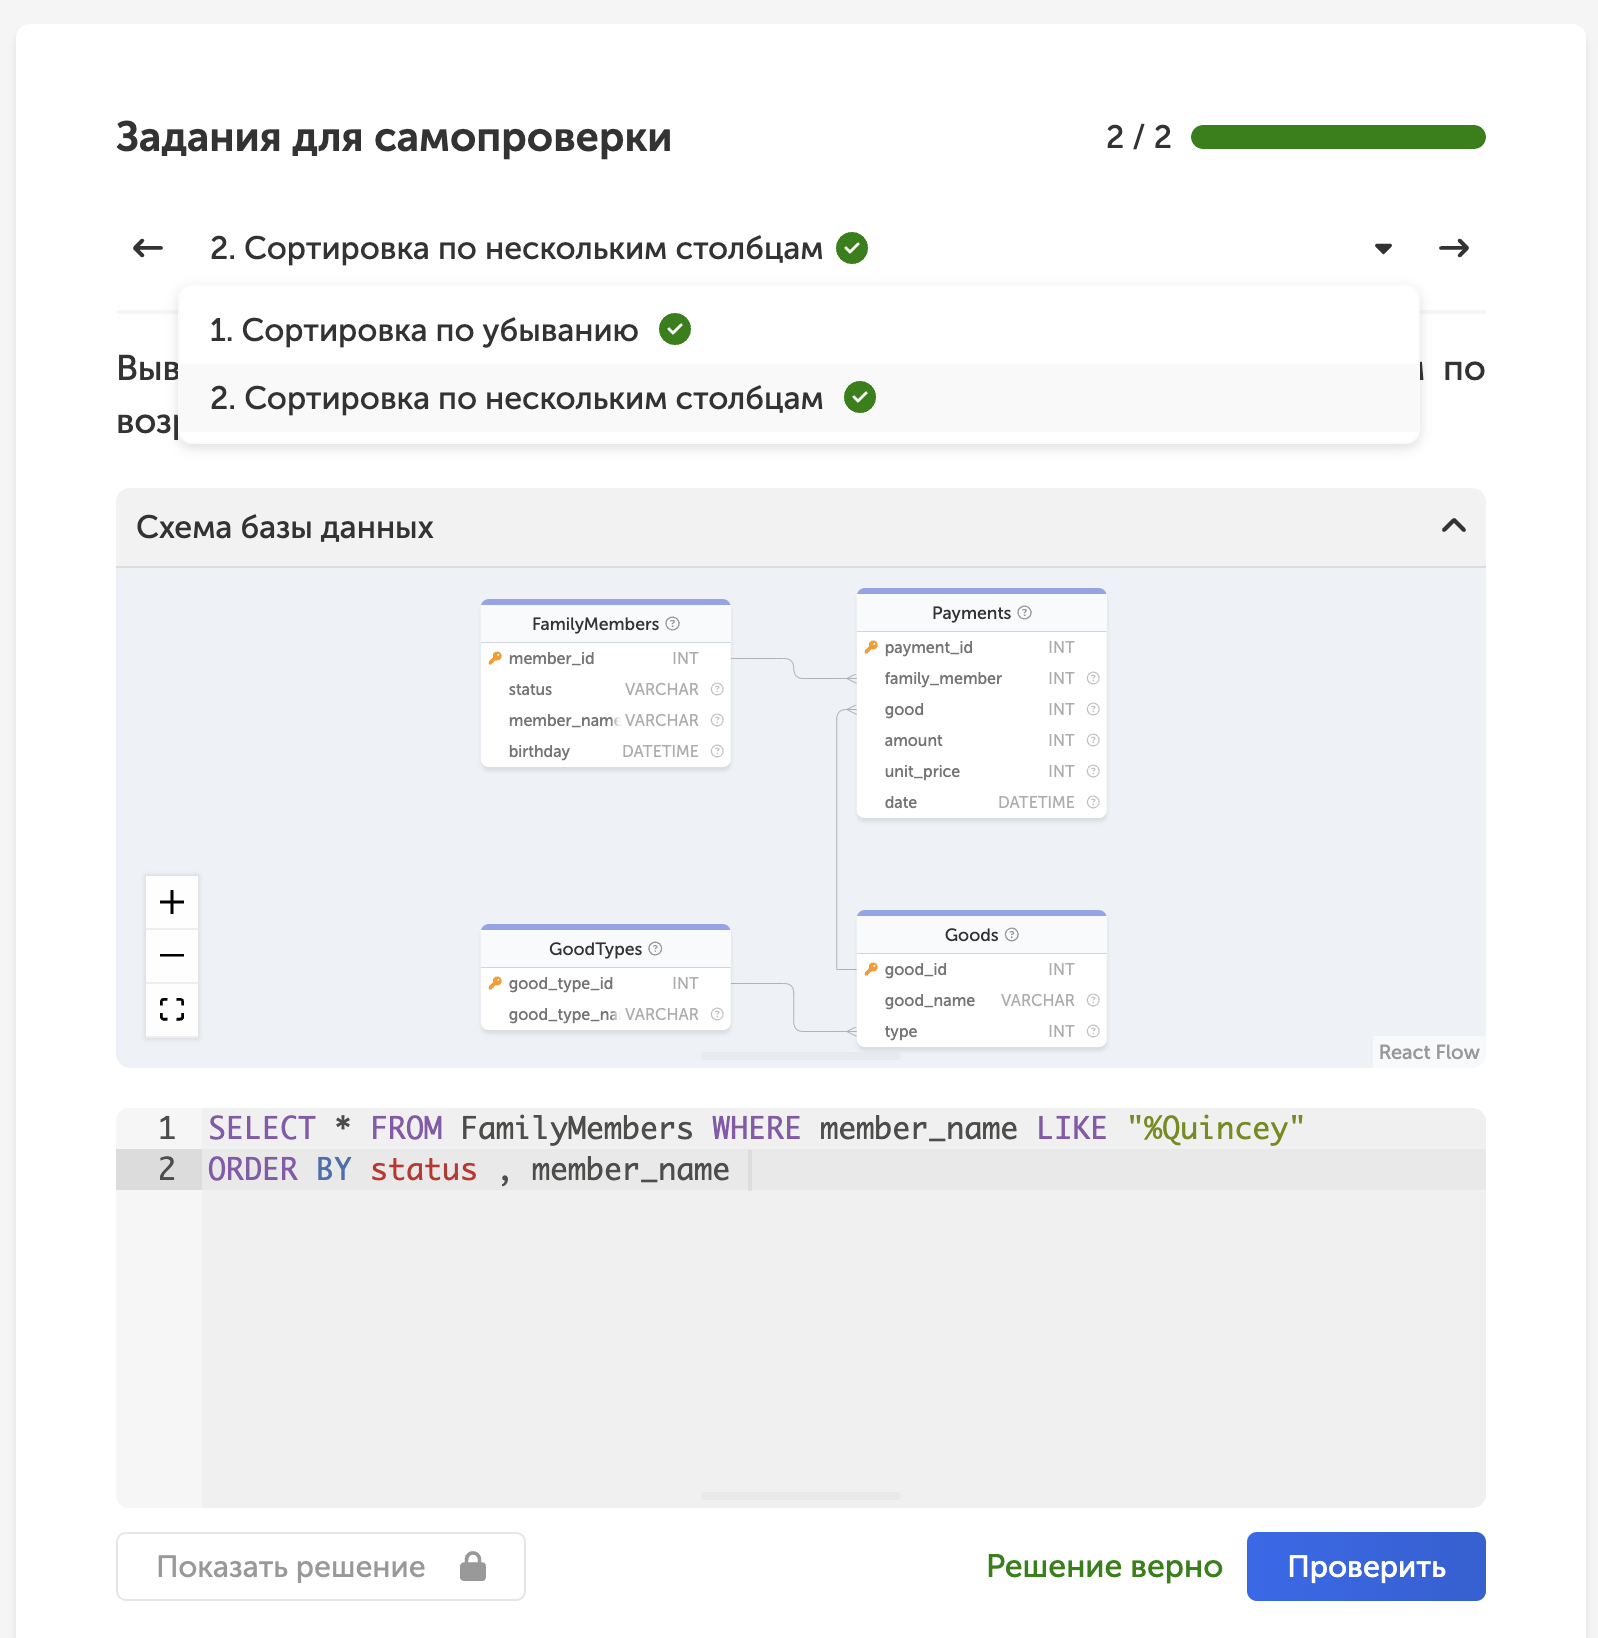 Задания для самопроверки
2 / 2
2. Сортировка по нескольким столбцам
1. Сортировка по убыванию
2. Сортировка по нескольким столбцам
по
Схема базы данных
FamilyMembers
member_id INT
status VARCHAR
member_name VARCHAR
birthday DATETIME
Payments
payment_id INT
family_member INT
good INT
amount INT
unit_price INT
date DATETIME
GoodTypes
good_type_id INT
good_type_na VARCHAR
Goods
good_id INT
good_name VARCHAR
type INT
React Flow
1 SELECT * FROM FamilyMembers WHERE member_name LIKE "%Quincey"
2 ORDER BY status , member_name
Показать решение
Решение верно
Проверить